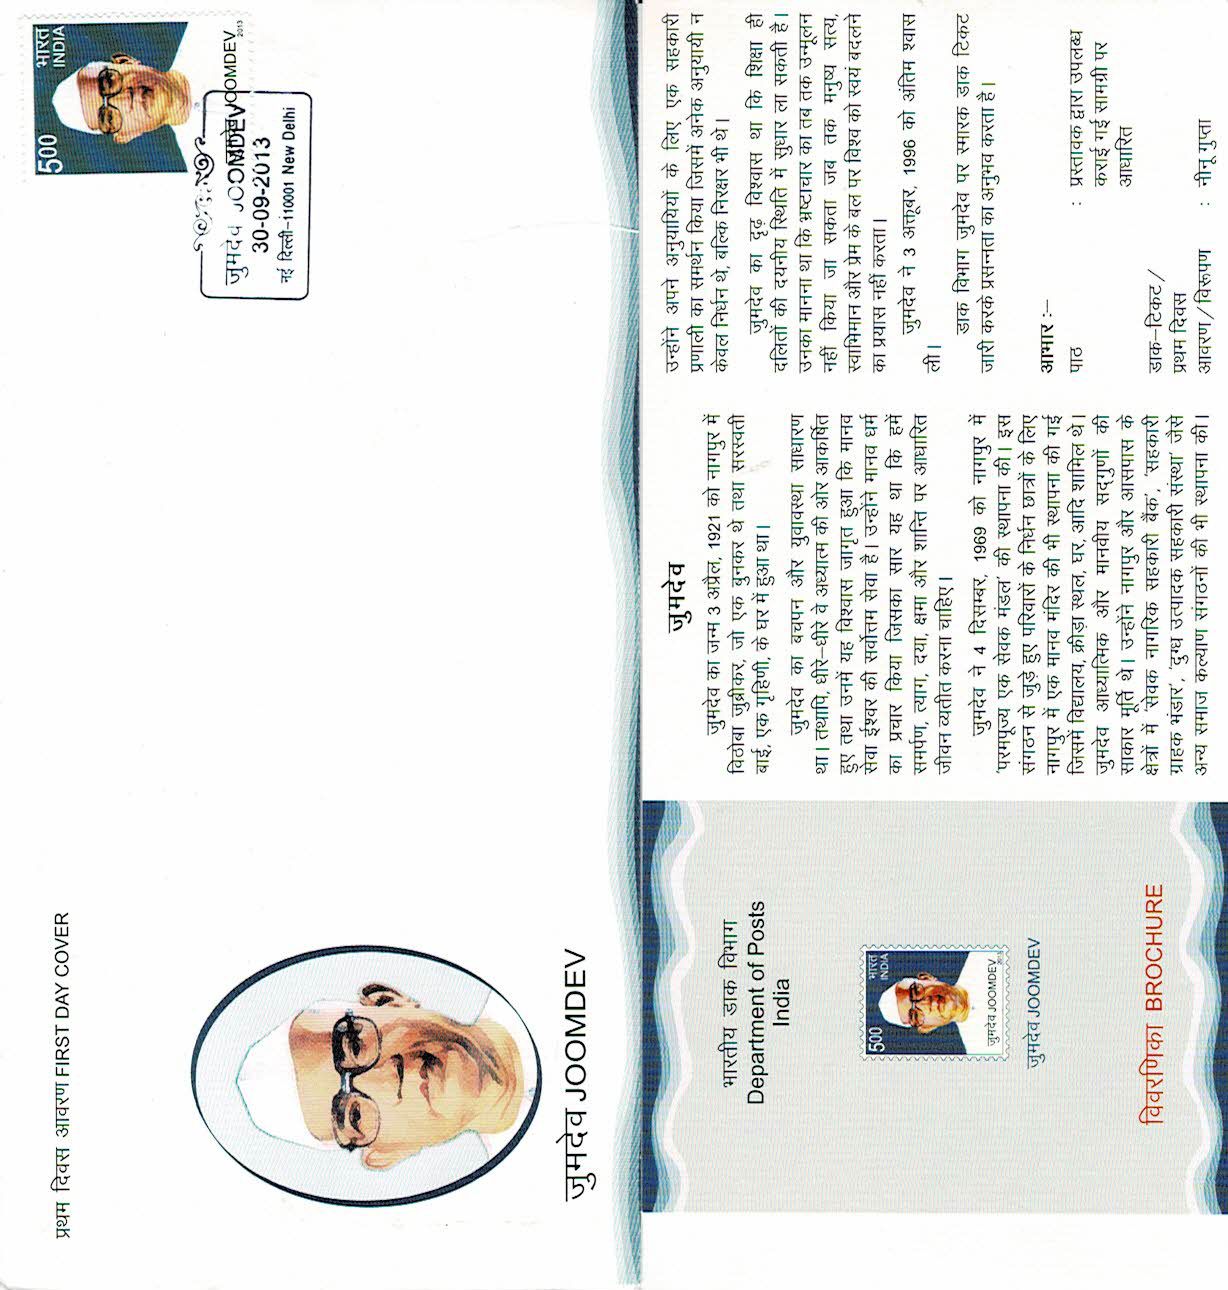 प्रथम दिवस आवरण FIRST DAY COVER
500 भारत
INDIA
जुमदेव JOOMDEV
2013
जुमदेव JOOMDEV
30-09-2013
नई दिल्ली-110001 New Delhi
जुमदेव JOOMDEV
भारतीय डाक विभाग
Department of Posts
India
500 भारत
INDIA
जुमदेव JOOMDEV
2013
जुमदेव JOOMDEV
विवरणिका BROCHURE
जुमदेव
जुमदेव का जन्म 3 अप्रैल, 1921 को नागपुर में
विठोबा जुब्रीकर, जो एक बुनकर थे तथा सरस्वती
बाई, एक गृहिणी, के घर में हुआ था।
जुमदेव का बचपन और युवावस्था साधारण
था। तथापि, धीरे–धीरे वे अध्यात्म की ओर आकर्षित
हुए तथा उनमें यह विश्वास जागृत हुआ कि मानव
सेवा ईश्वर की सर्वोत्तम सेवा है। उन्होंने मानव धर्म
का प्रचार किया जिसका सार यह था कि हमें
समर्पण, त्याग, दया, क्षमा और शान्ति पर आधारित
जीवन व्यतीत करना चाहिए।
जुमदेव ने 4 दिसम्बर, 1969 को नागपुर में
'परमपूज्य एक सेवक मंडल' की स्थापना की। इस
संगठन से जुड़े हुए परिवारों के निर्धन छात्रों के लिए
नागपुर में एक मानव मंदिर की भी स्थापना की गई
जिसमें विद्यालय, क्रीड़ा स्थल, घर, आदि शामिल थे।
जुमदेव आध्यात्मिक और मानवीय सद्‌गुणों की
साकार मूर्ति थे। उन्होंने नागपुर और आसपास के
क्षेत्रों में 'सेवक नागरिक सहकारी बैंक', 'सहकारी
ग्राहक भंडार', 'दुग्ध उत्पादक सहकारी संस्था' जैसे
अन्य समाज कल्याण संगठनों की भी स्थापना की।
उन्होंने अपने अनुयायियों के लिए एक सहकारी
प्रणाली का समर्थन किया जिसमें अनेक अनुयायी न
केवल निर्धन थे, बल्कि निरक्षर भी थे।
जुमदेव का दृढ़ विश्वास था कि शिक्षा ही
दलितों की दयनीय स्थिति में सुधार ला सकती है।
उनका मानना था कि भ्रष्टाचार का तब तक उन्मूलन
नहीं किया जा सकता जब तक मनुष्य सत्य,
स्वाभिमान और प्रेम के बल पर विश्व को स्वयं बदलने
का प्रयास नहीं करता।
जुमदेव ने 3 अक्तूबर, 1996 को अंतिम श्वास
ली।
डाक विभाग जुमदेव पर स्मारक डाक टिकट
जारी करके प्रसन्नता का अनुभव करता है।
आभार :–
पाठ : प्रस्तावक द्वारा उपलब्ध
कराई गई सामग्री पर
आधारित
डाक–टिकट /
प्रथम दिवस
आवरण / विरूपण : नीनू गुप्ता